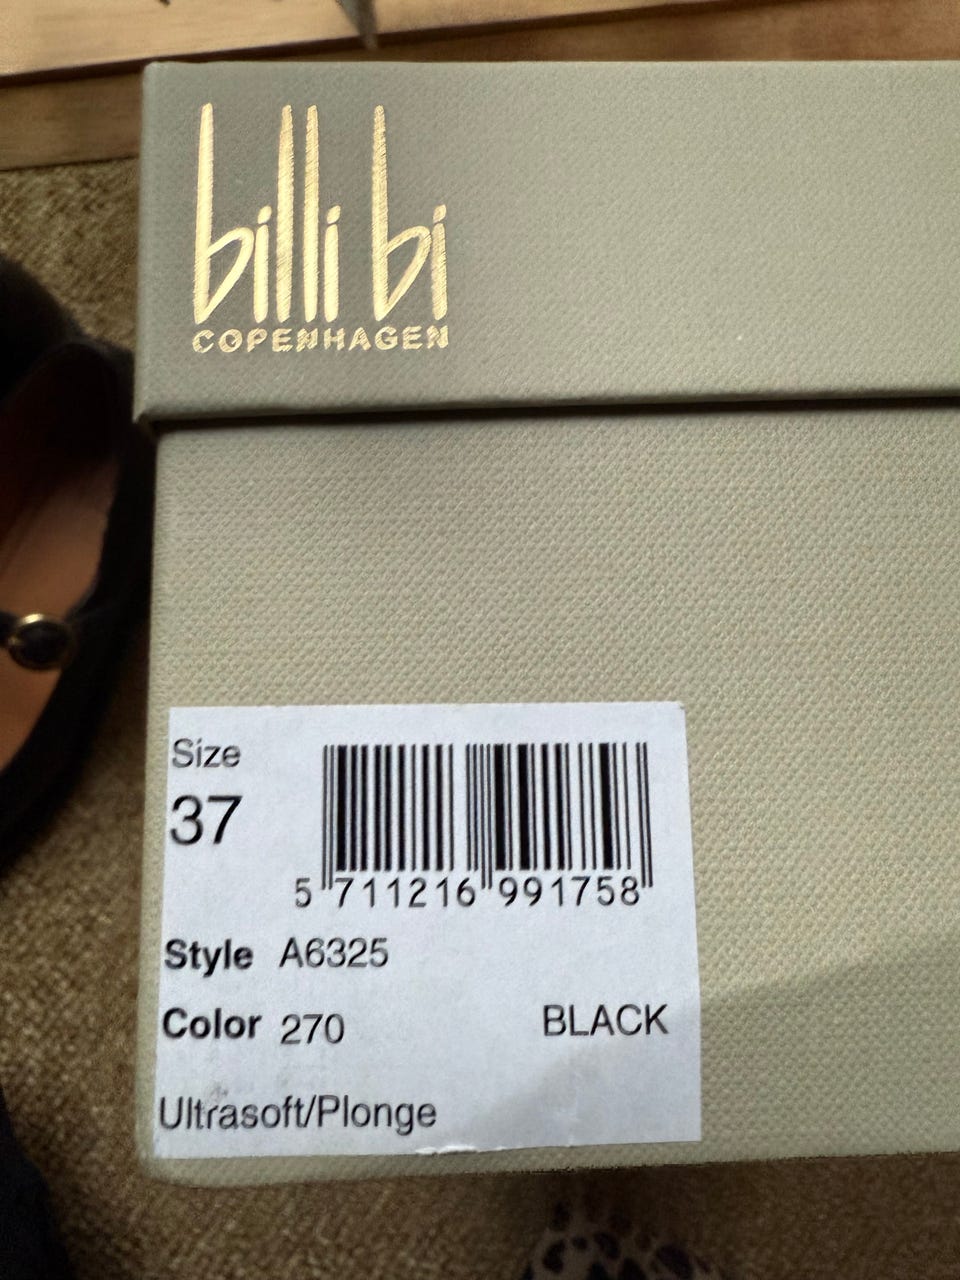 billi bi
COPENHAGEN
Size
37
5 711216 991758
Style A6325
Color 270 BLACK
Ultrasoft/Plonge